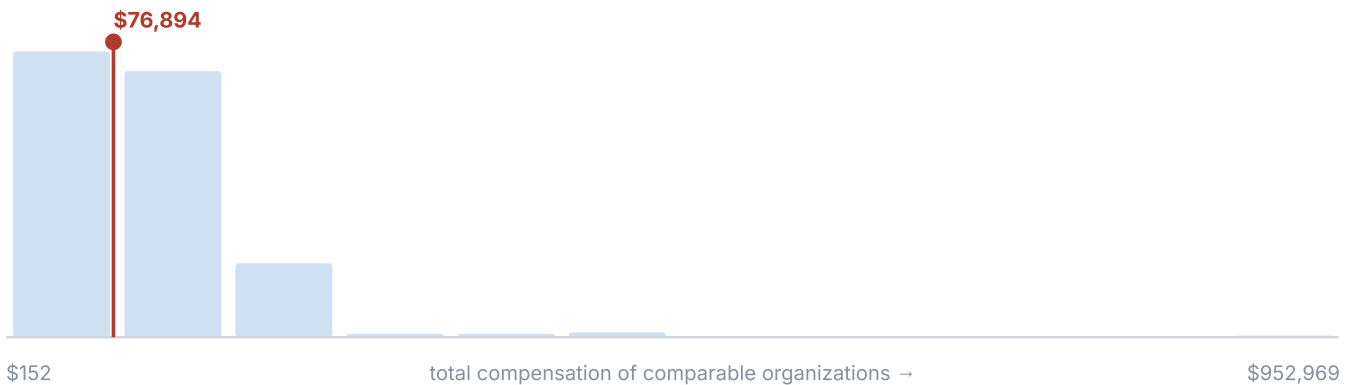 $76,894
$152
total compensation of comparable organizations →
$952,969